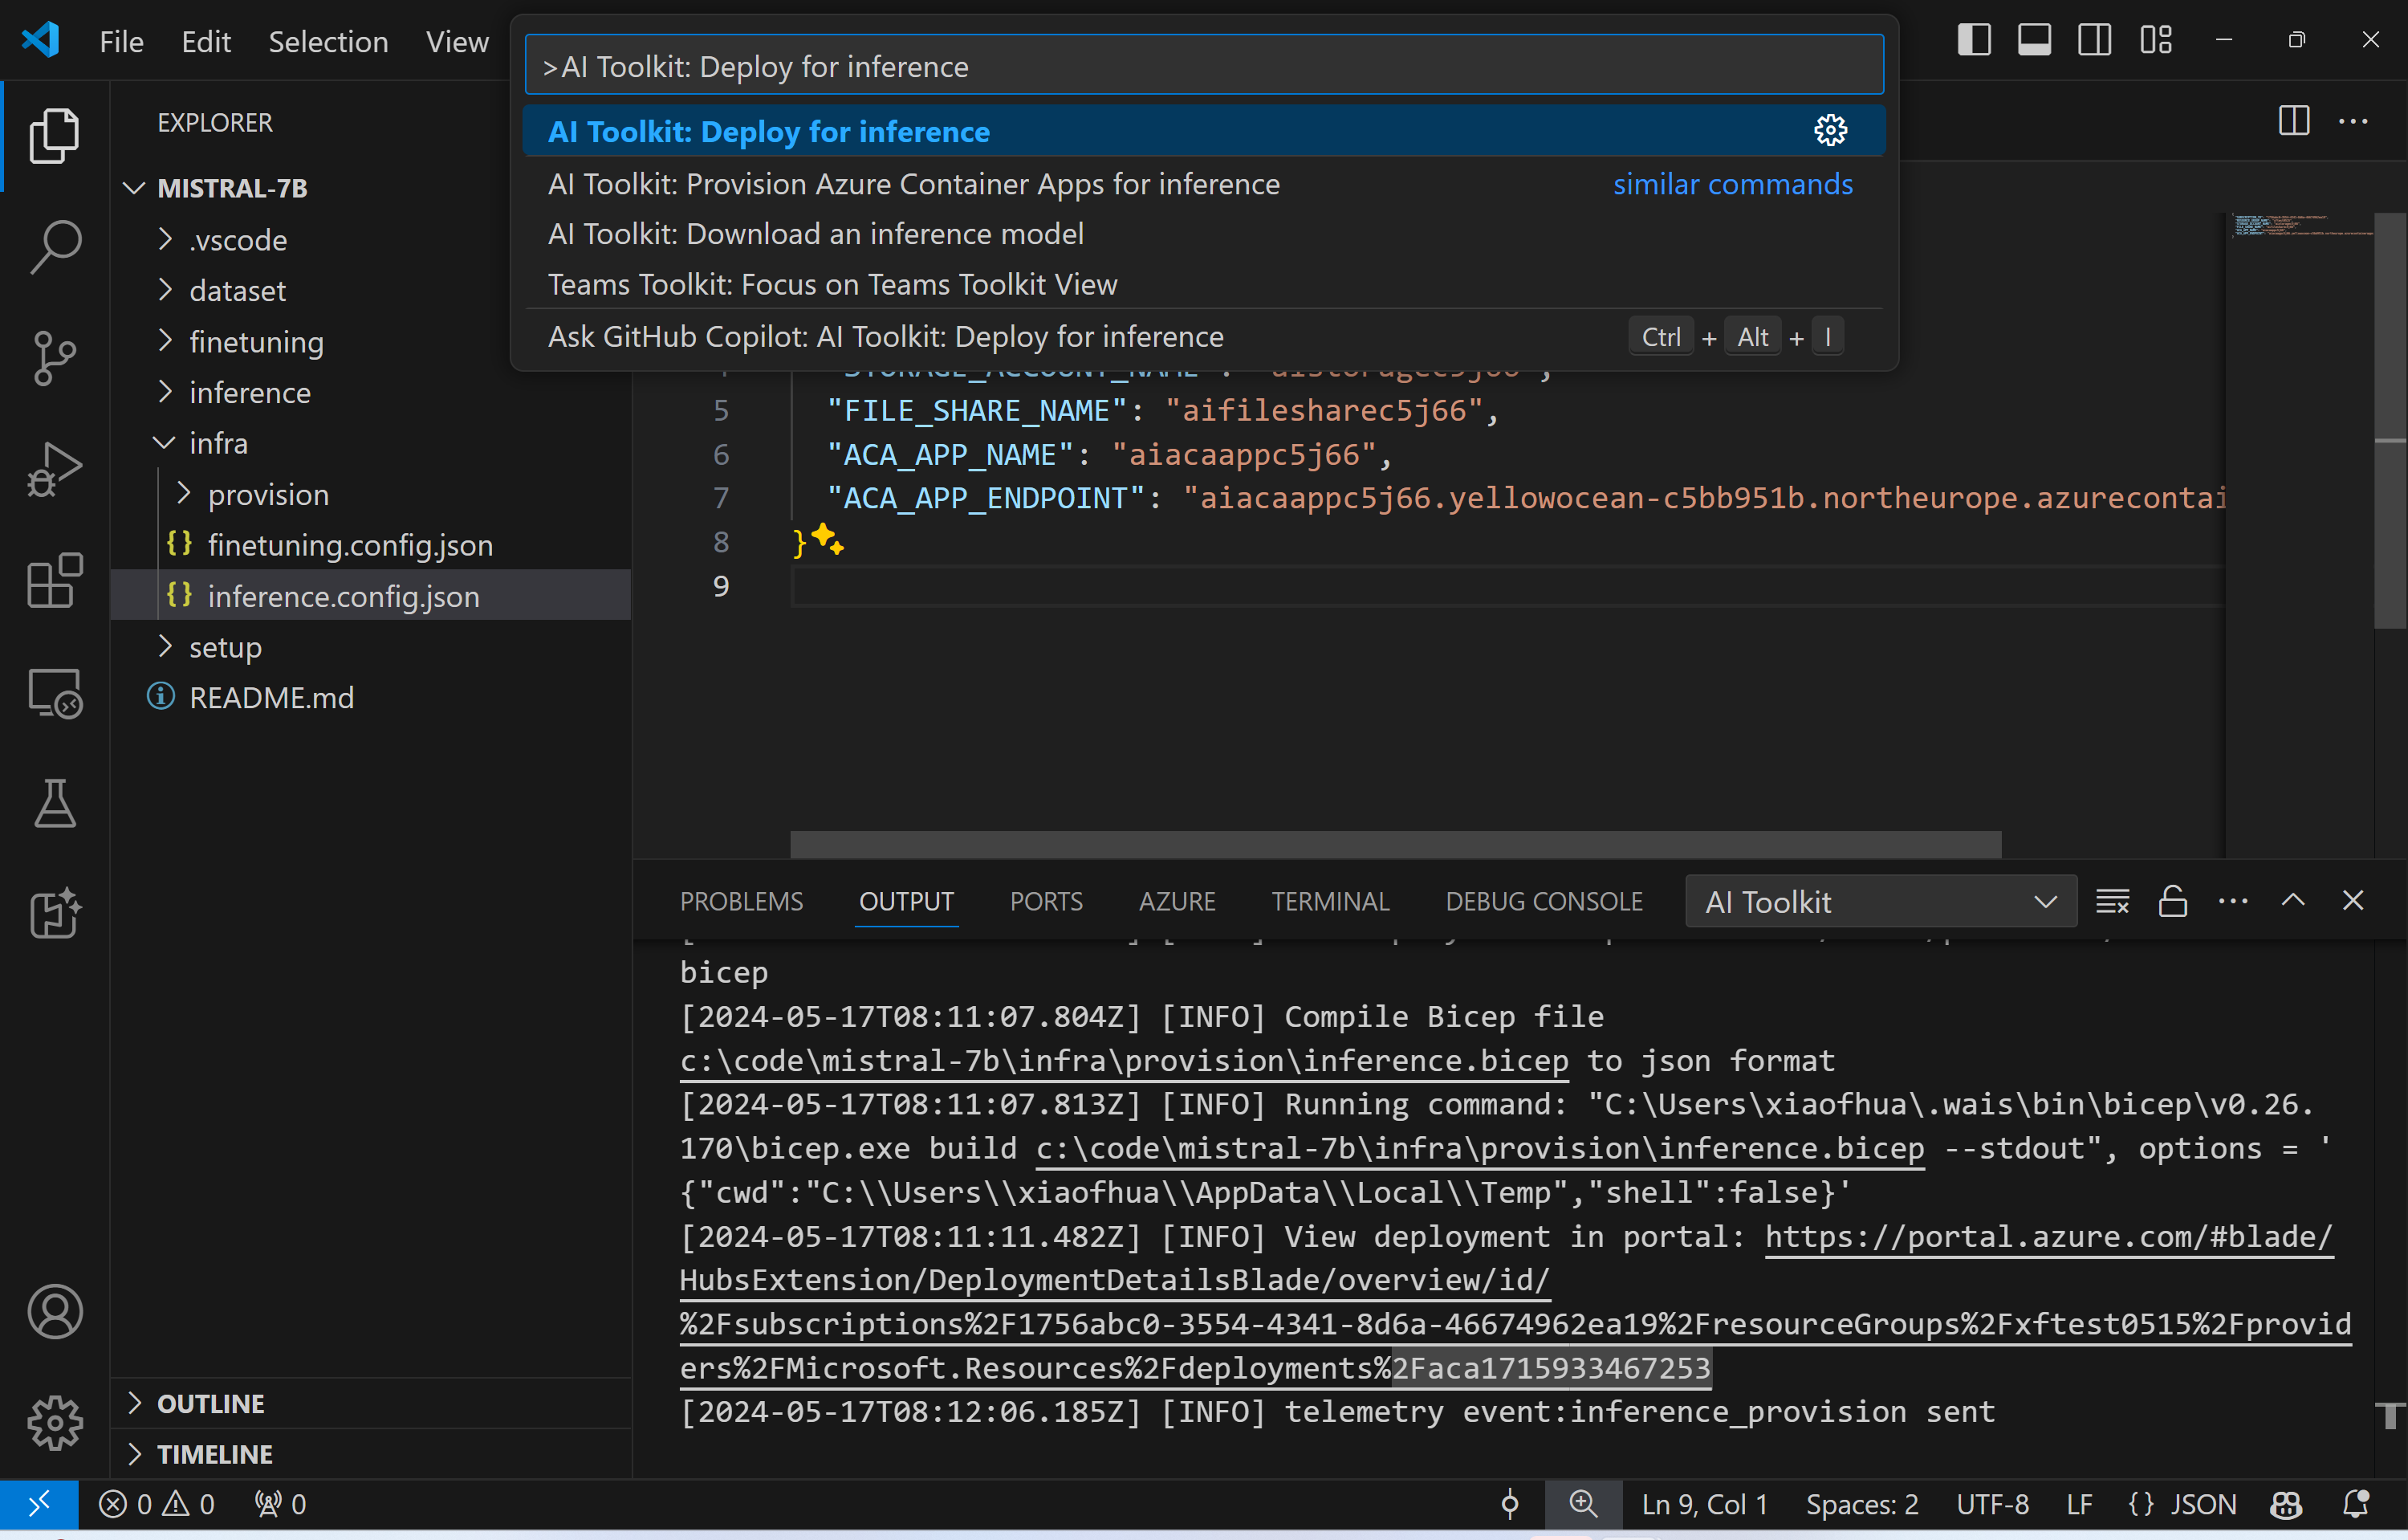 File Edit Selection View
>AI Toolkit: Deploy for inference
AI Toolkit: Deploy for inference
AI Toolkit: Provision Azure Container Apps for inference similar commands
AI Toolkit: Download an inference model
Teams Toolkit: Focus on Teams Toolkit View
Ask GitHub Copilot: AI Toolkit: Deploy for inference Ctrl + Alt + I
EXPLORER
MISTRAL-7B
.vscode
dataset
finetuning
inference
infra
provision
finetuning.config.json
inference.config.json
setup
README.md
OUTLINE
TIMELINE
"STORAGE_ACCOUNT_NAME"
5 "FILE_SHARE_NAME": "aifilesharec5j66",
6 "ACA_APP_NAME": "aiacaappc5j66",
7 "ACA_APP_ENDPOINT": "aiacaappc5j66.yellowocean-c5bb951b.northeurope.azurecontai
8 }
9
PROBLEMS OUTPUT PORTS AZURE TERMINAL DEBUG CONSOLE AI Toolkit
bicep
[2024-05-17T08:11:07.804Z] [INFO] Compile Bicep file
c:\code\mistral-7b\infra\provision\inference.bicep to json format
[2024-05-17T08:11:07.813Z] [INFO] Running command: "C:\Users\xiaofhua\.wais\bin\bicep\v0.26.
170\bicep.exe build c:\code\mistral-7b\infra\provision\inference.bicep --stdout", options = '
{"cwd":"C:\\Users\\xiaofhua\\AppData\\Local\\Temp","shell":false}'
[2024-05-17T08:11:11.482Z] [INFO] View deployment in portal: https://portal.azure.com/#blade/
HubsExtension/DeploymentDetailsBlade/overview/id/
%2Fsubscriptions%2F1756abc0-3554-4341-8d6a-46674962ea19%2FresourceGroups%2Fxftest0515%2Fprovid
ers%2FMicrosoft.Resources%2Fdeployments%2Faca1715933467253
[2024-05-17T08:12:06.185Z] [INFO] telemetry event:inference_provision sent
0 0 0 Ln 9, Col 1 Spaces: 2 UTF-8 LF {} JSON